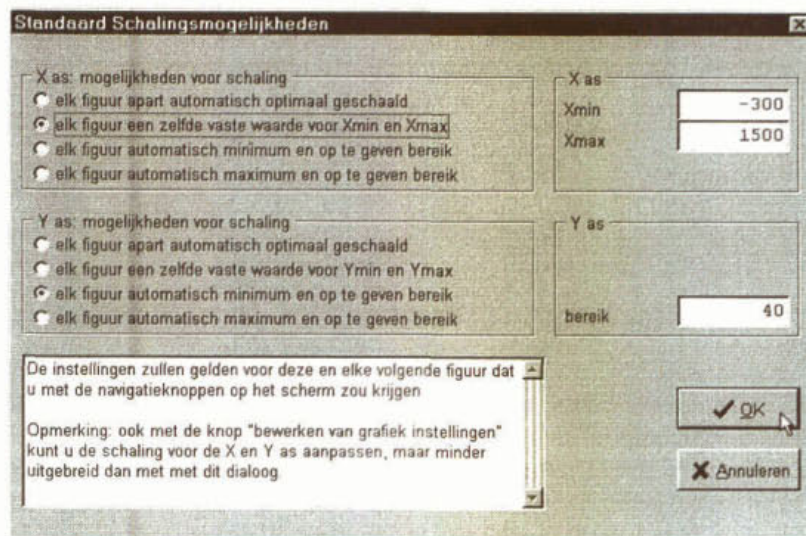 Standaard Schalingsmogelijkheden
X as: mogelijkheden voor schaling
elk figuur apart automatisch optimaal geschaald
elk figuur een zelfde vaste waarde voor Xmin en Xmax
elk figuur automatisch minimum en op te geven bereik
elk figuur automatisch maximum en op te geven bereik
X as
Xmin -300
Xmax 1500
Y as: mogelijkheden voor schaling
elk figuur apart automatisch optimaal geschaald
elk figuur een zelfde vaste waarde voor Ymin en Ymax
elk figuur automatisch minimum en op te geven bereik
elk figuur automatisch maximum en op te geven bereik
Y as
bereik 40
De instellingen zullen gelden voor deze en elke volgende figuur dat
u met de navigatieknoppen op het scherm zou krijgen
Opmerking: ook met de knop "bewerken van grafiek instellingen"
kunt u de schaling voor de X en Y as aanpassen, maar minder
uitgebreid dan met met dit dialoog
OK
Annuleren